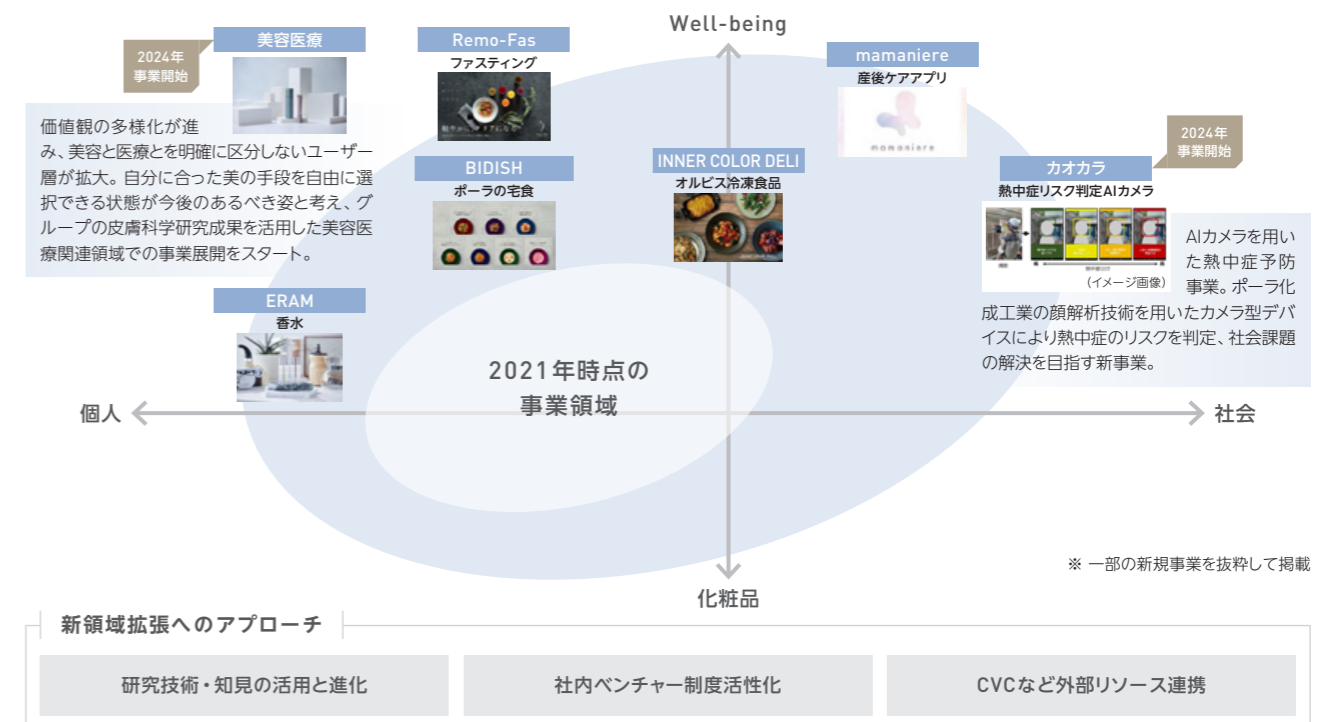 Well-being
2024年
事業開始
美容医療
価値観の多様化が進
み、美容と医療とを明確に区分しないユーザー
層が拡大。自分に合った美の手段を自由に選
択できる状態が今後のあるべき姿と考え、グ
ループの皮膚科学研究成果を活用した美容医
療関連領域での事業展開をスタート。
Remo-Fas
ファスティング
BIDISH
ポーラの宅食
INNER COLOR DELI
オルビス冷凍食品
mamaniere
産後ケアアプリ
mamaniere
2024年
事業開始
カオカラ
熱中症リスク判定AIカメラ
(イメージ画像)
AIカメラを用い
た熱中症予防
事業。ポーラ化
成工業の顔解析技術を用いたカメラ型デバ
イスにより熱中症のリスクを判定、社会課題
の解決を目指す新事業。
ERAM
香水
2021年時点の
事業領域
個人
社会
化粧品
※ 一部の新規事業を抜粋して掲載
新領域拡張へのアプローチ
研究技術・知見の活用と進化
社内ベンチャー制度活性化
CVCなど外部リソース連携